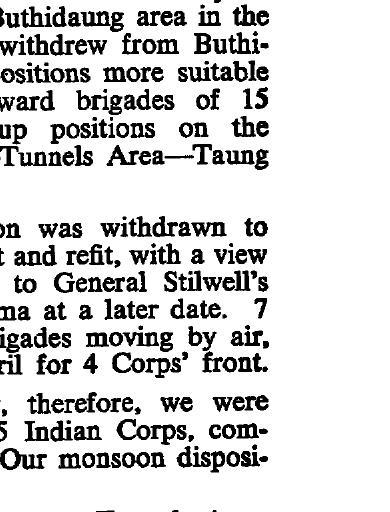 Buthidaung area in the
withdrew from Buthi-
ositions more suitable
ward brigades of 15
up positions on the
Tunnels Area—Taung
on was withdrawn to
t and refit, with a view
to General Stilwell's
ma at a later date. 7
igades moving by air,
ril for 4 Corps' front.
, therefore, we were
5 Indian Corps, com-
Our monsoon disposi-